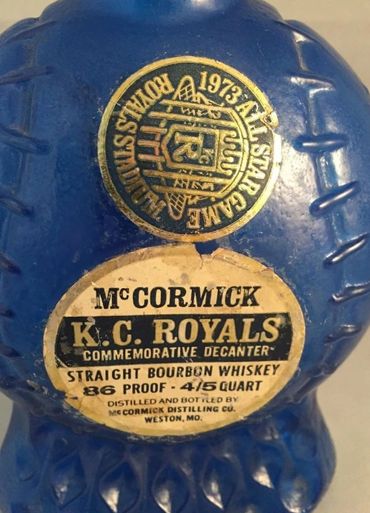 1973 ALL STAR GAME
ROYALS STADIUM
KC
R
McCORMICK
K.C. ROYALS
COMMEMORATIVE DECANTER
STRAIGHT BOURBON WHISKEY
86 PROOF - 4/5 QUART
DISTILLED AND BOTTLED BY
McCORMICK DISTILLING CO.
WESTON, MO.